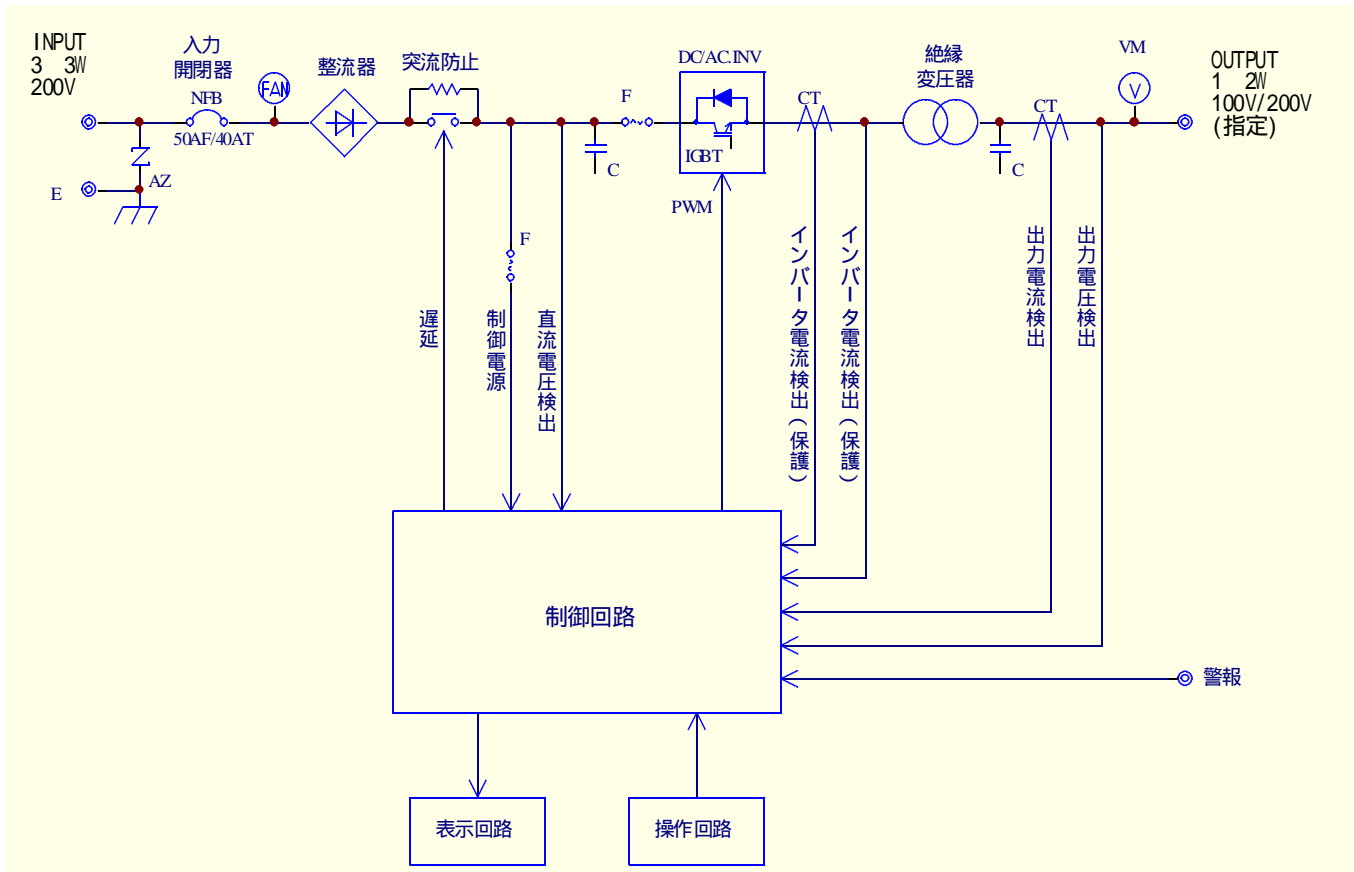 INPUT
3 3W
200V
入力
開閉器
NFB
50AF/40AT
FAN
整流器
突流防止
F
DC/AC.INV
IGBT
PWM
CT
絶縁
変圧器
CT
VM
V
OUTPUT
1 2W
100V/200V
(指定)
E
AZ
C
C
F
遅延
制御電源
直流電圧検出
インバータ電流検出(保護)
インバータ電流検出(保護)
出力電流検出
出力電圧検出
制御回路
警報
表示回路
操作回路